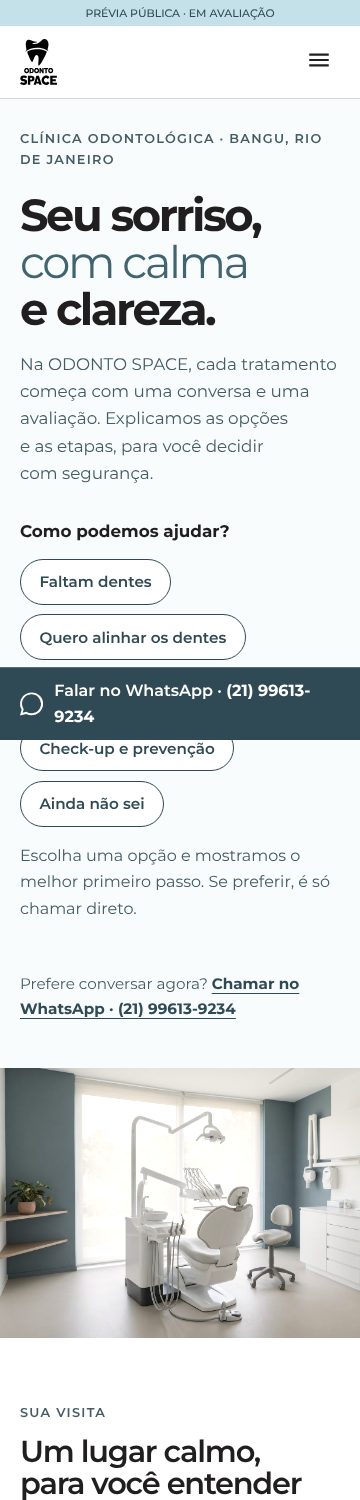 PRÉVIA PÚBLICA · EM AVALIAÇÃO
ODONTO
SPACE
CLÍNICA ODONTOLÓGICA · BANGU, RIO
DE JANEIRO
Seu sorriso,
com calma
e clareza.
Na ODONTO SPACE, cada tratamento
começa com uma conversa e uma
avaliação. Explicamos as opções
e as etapas, para você decidir
com segurança.
Como podemos ajudar?
Faltam dentes
Quero alinhar os dentes
Falar no WhatsApp · (21) 99613-
9234
Check-up e prevenção
Ainda não sei
Escolha uma opção e mostramos o
melhor primeiro passo. Se preferir, é só
chamar direto.
Prefere conversar agora? Chamar no
WhatsApp · (21) 99613-9234
SUA VISITA
Um lugar calmo,
para você entender